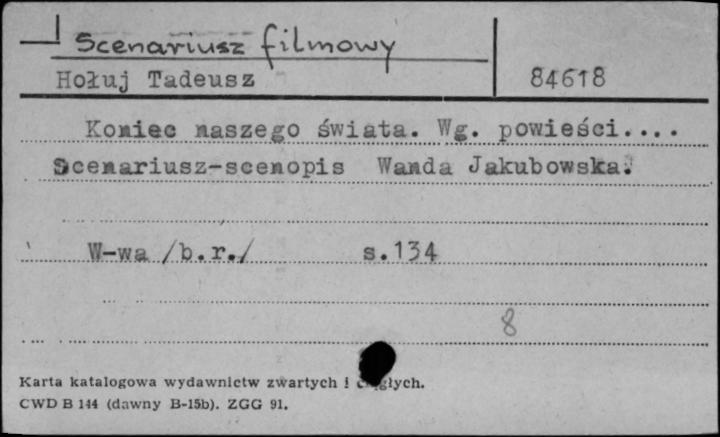 Scenariusz filmowy
Hołuj Tadeusz 84618
Koniec naszego świata. Wg. powieści....
Scenariusz-scenopis Wanda Jakubowska.
W-wa /b.r./ s.134
8
Karta katalogowa wydawnictw zwartych i
CWD B 144 (dawny B-15b). ZGG 91.